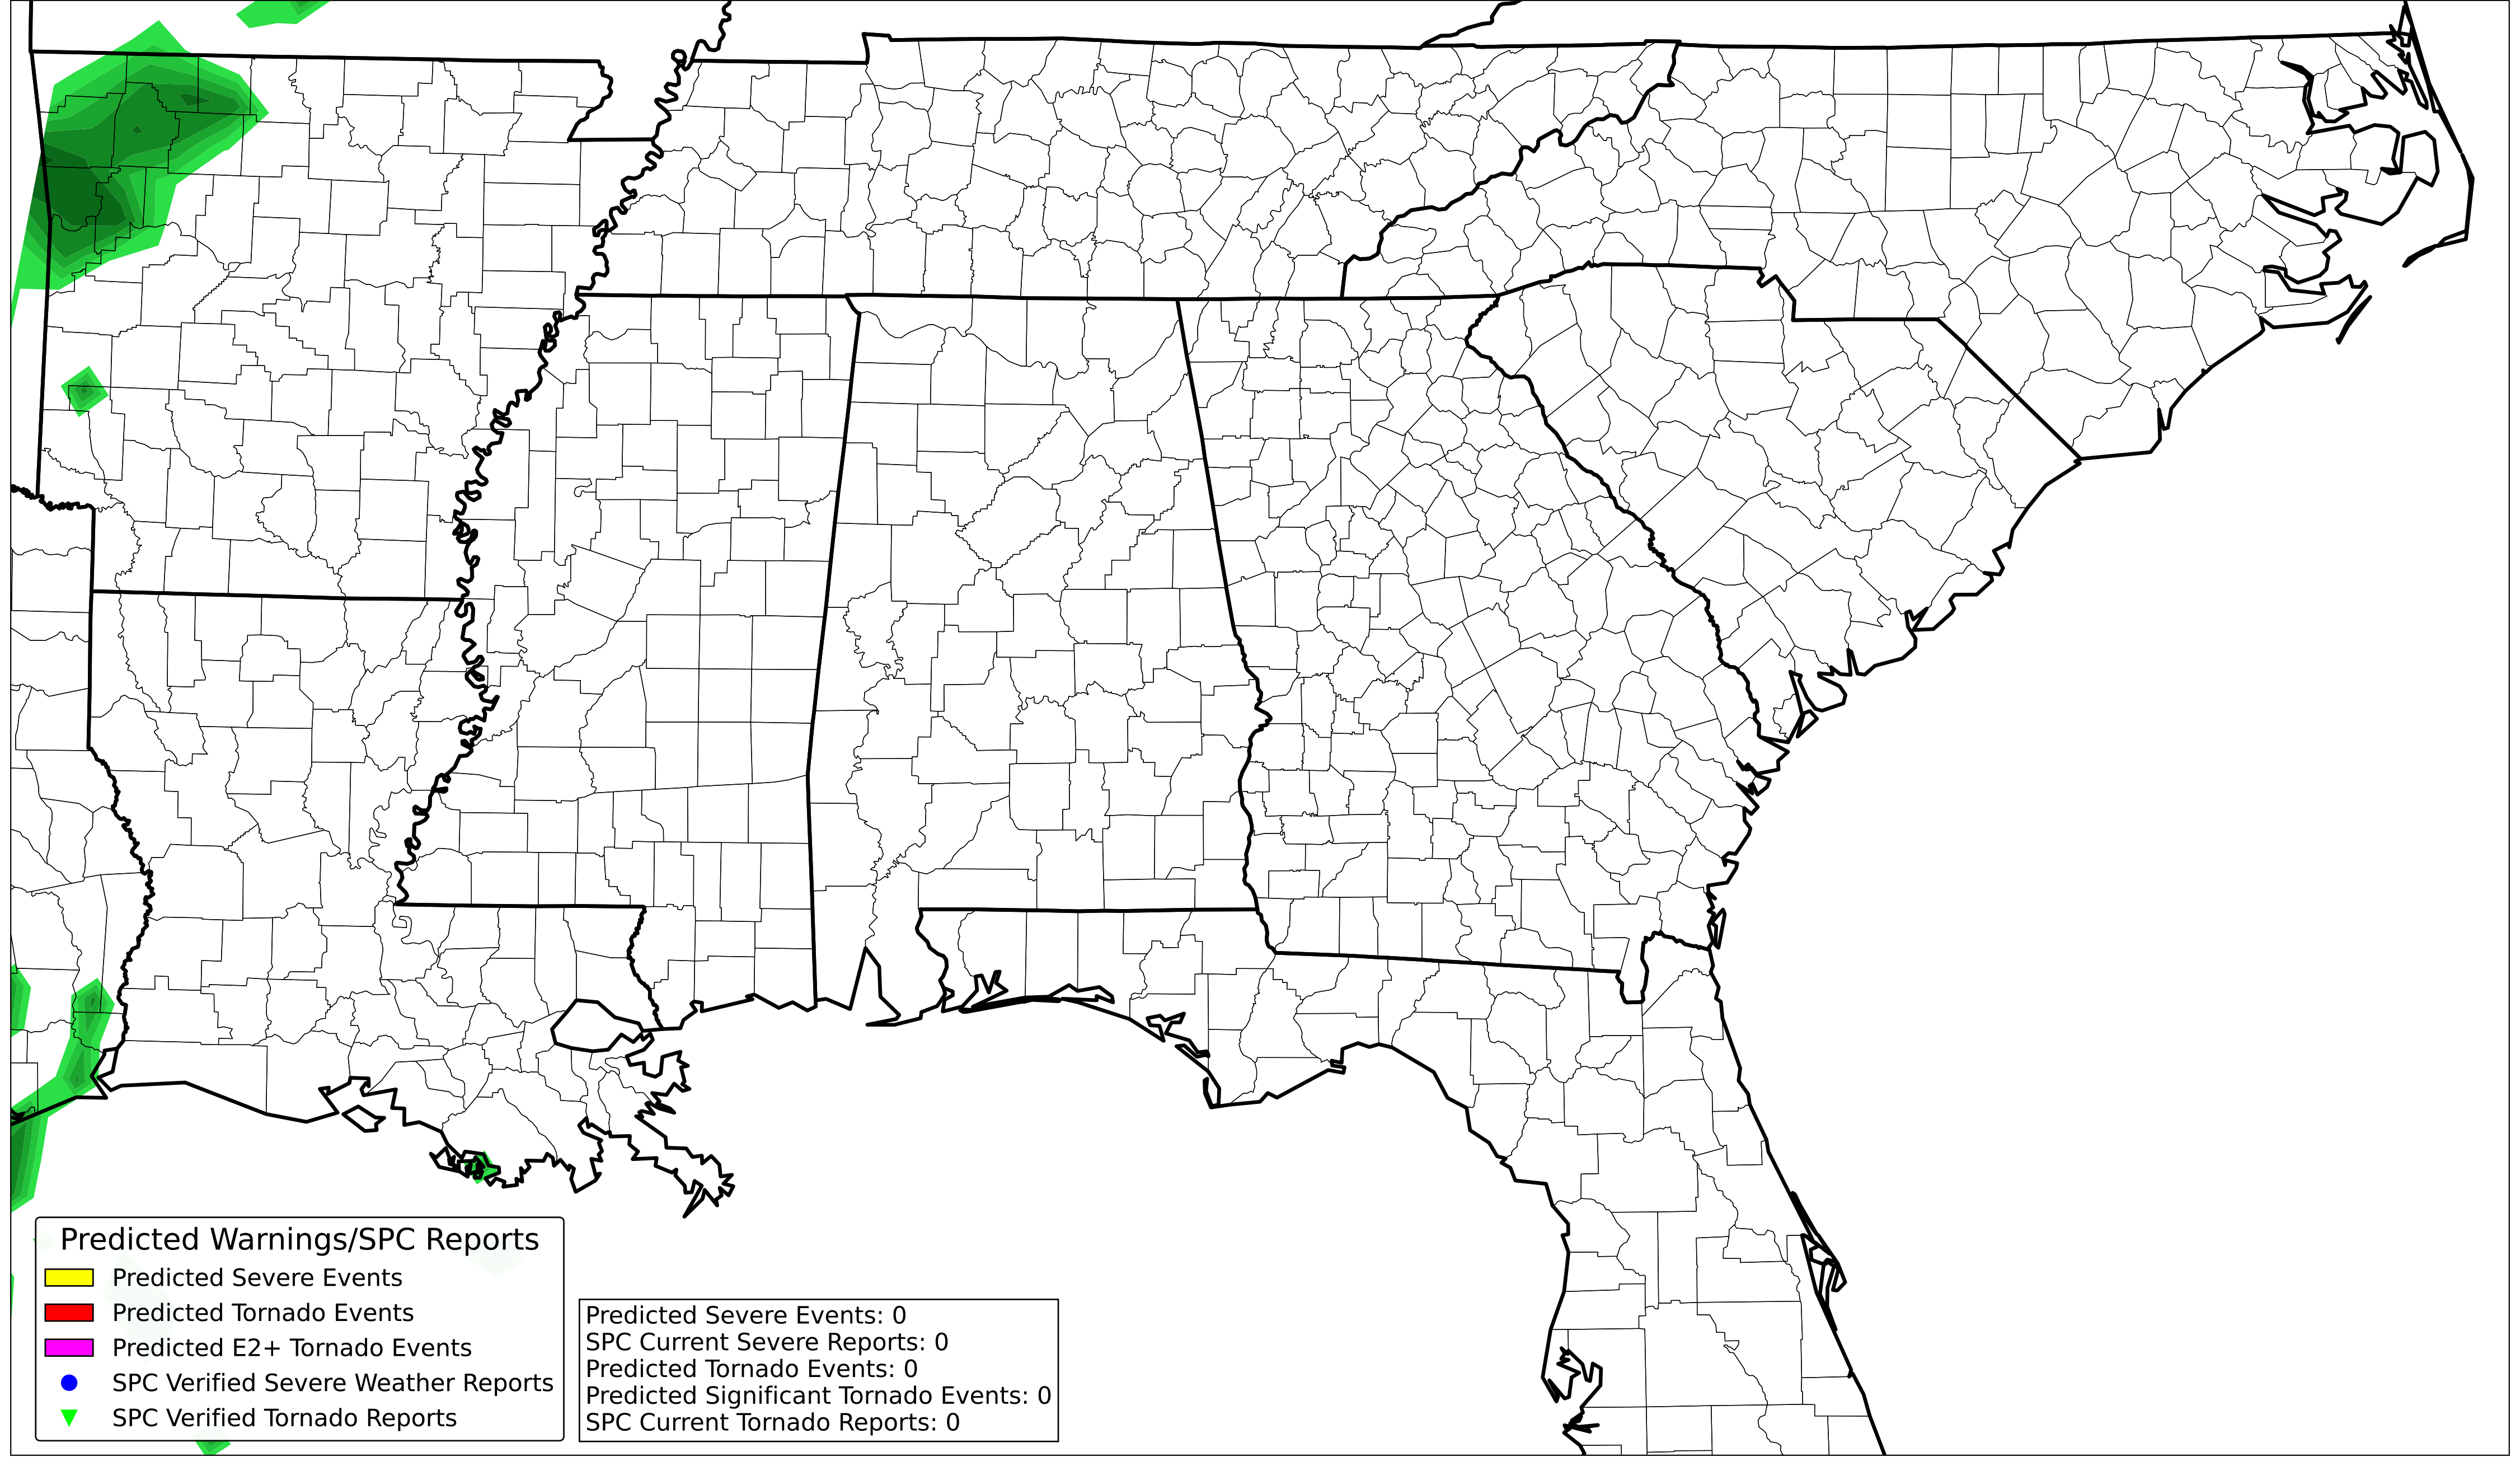 Predicted Warnings/SPC Reports
Predicted Severe Events
Predicted Tornado Events
Predicted E2+ Tornado Events
SPC Verified Severe Weather Reports
SPC Verified Tornado Reports
Predicted Severe Events: 0
SPC Current Severe Reports: 0
Predicted Tornado Events: 0
Predicted Significant Tornado Events: 0
SPC Current Tornado Reports: 0